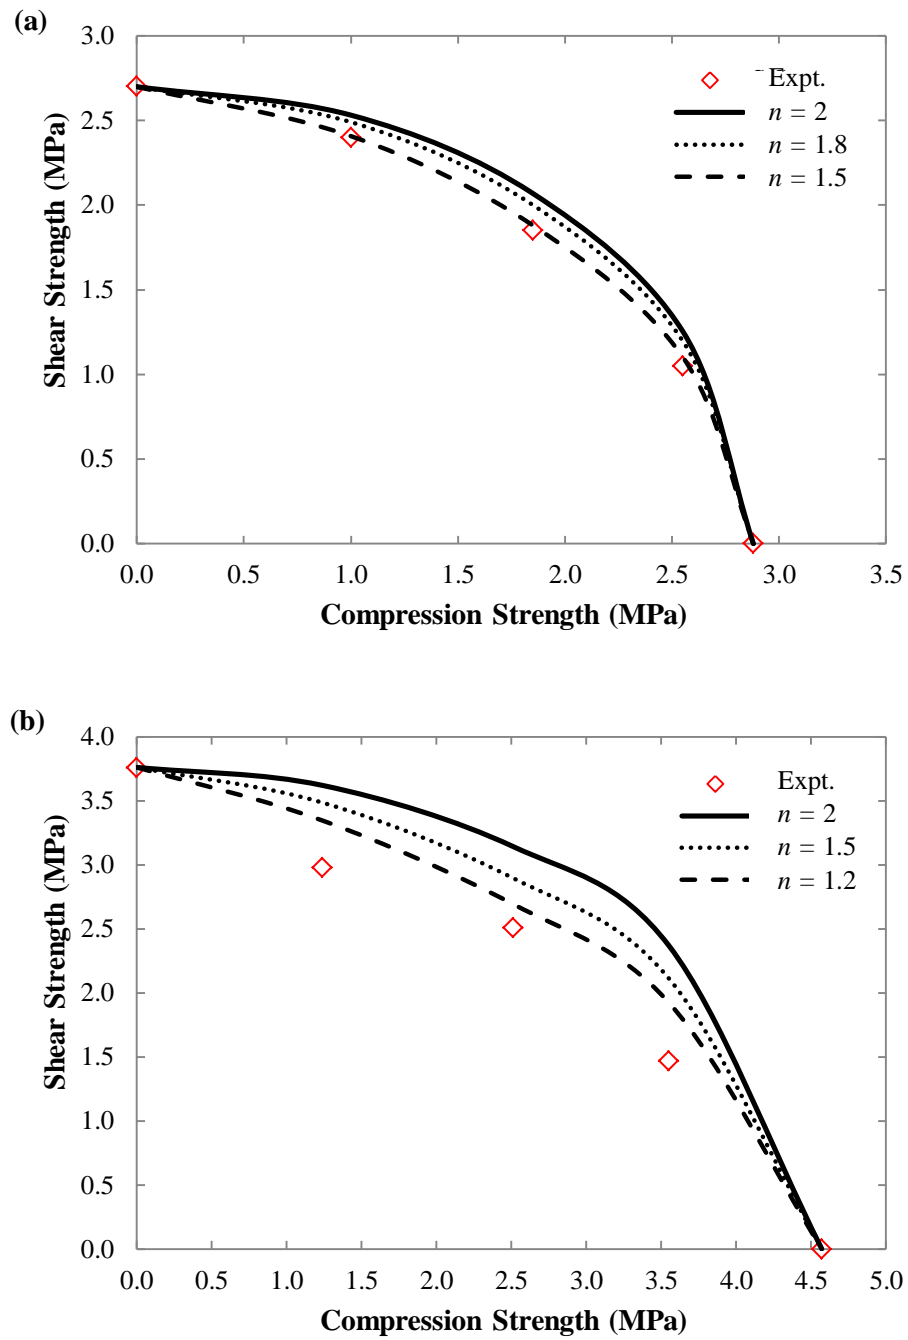 (a)
3.0
2.5
2.0
1.5
1.0
0.5
0.0
Shear Strength (MPa)
Expt.
n = 2
n = 1.8
n = 1.5
0.0 0.5 1.0 1.5 2.0 2.5 3.0 3.5
Compression Strength (MPa)
(b)
4.0
3.5
3.0
2.5
2.0
1.5
1.0
0.5
0.0
Shear Strength (MPa)
Expt.
n = 2
n = 1.5
n = 1.2
0.0 0.5 1.0 1.5 2.0 2.5 3.0 3.5 4.0 4.5 5.0
Compression Strength (MPa)